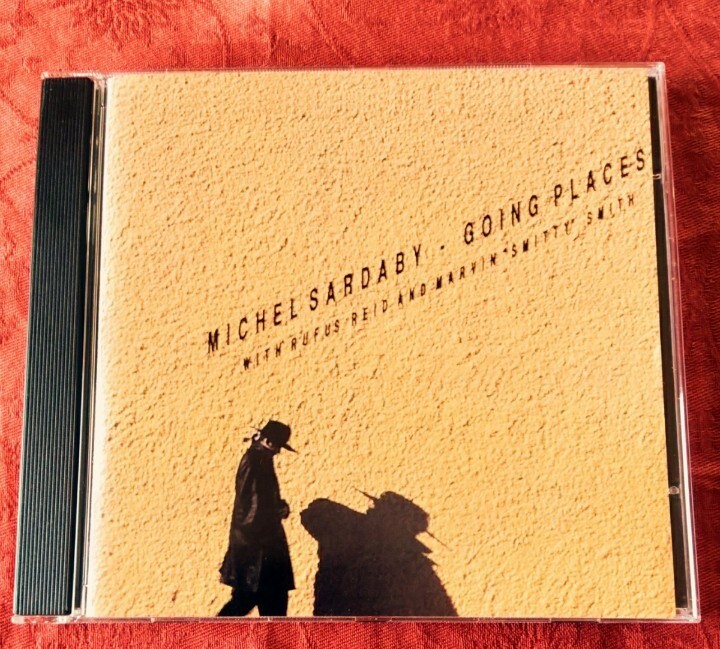 MICHEL SARDABY - GOING PLACES
WITH RUFUS REID AND MARVIN "SMITTY" SMITH